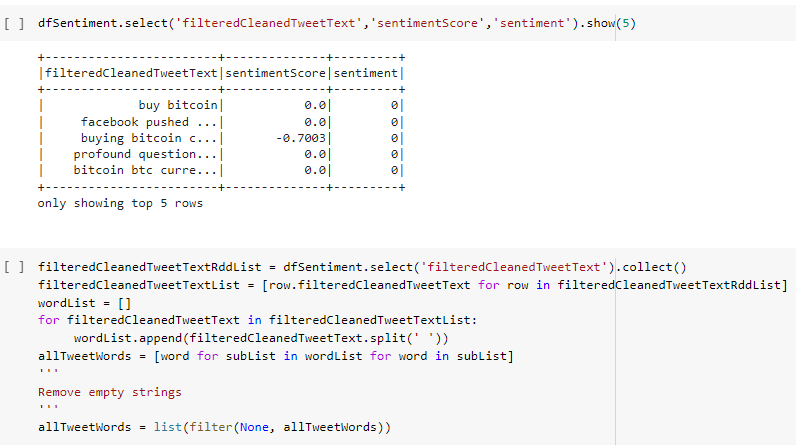 [ ] dfSentiment.select('filteredCleanedTweetText','sentimentScore','sentiment').show(5)
+------------------------+--------------+---------+
|filteredCleanedTweetText|sentimentScore|sentiment|
+------------------------+--------------+---------+
|             buy bitcoin|           0.0|        0|
|     facebook pushed ...|           0.0|        0|
|     buying bitcoin c...|       -0.7003|        0|
|    profound question...|           0.0|        0|
|    bitcoin btc curre...|           0.0|        0|
+------------------------+--------------+---------+
only showing top 5 rows
[ ] filteredCleanedTweetTextRddList = dfSentiment.select('filteredCleanedTweetText').collect()
filteredCleanedTweetTextList = [row.filteredCleanedTweetText for row in filteredCleanedTweetTextRddList]
wordList = []
for filteredCleanedTweetText in filteredCleanedTweetTextList:
     wordList.append(filteredCleanedTweetText.split(' '))
allTweetWords = [word for subList in wordList for word in subList]
'''
Remove empty strings
'''
allTweetWords = list(filter(None, allTweetWords))